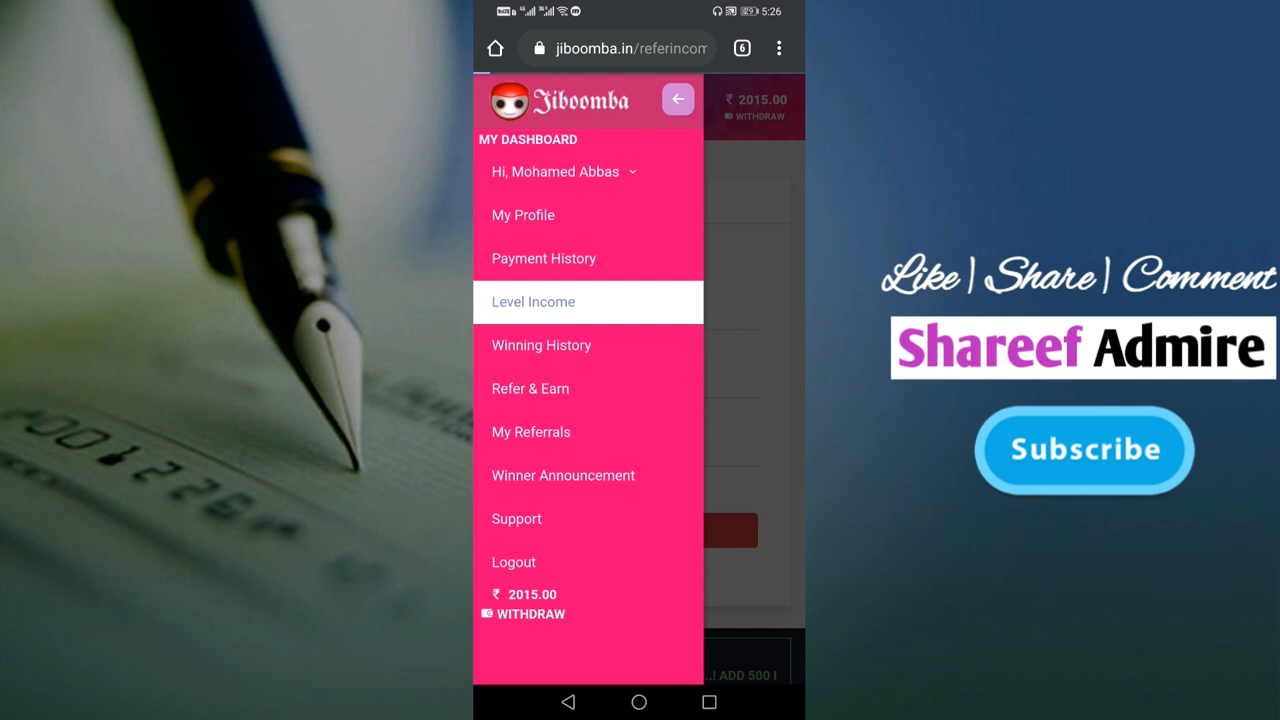 5:26
jiboomba.in/referincom
6
Jiboomba
₹ 2015.00
WITHDRAW
MY DASHBOARD
Hi, Mohamed Abbas
My Profile
Payment History
Level Income
Winning History
Refer & Earn
My Referrals
Winner Announcement
Support
Logout
₹ 2015.00
WITHDRAW
..! ADD 500
Like | Share | Comment
Shareef Admire
Subscribe